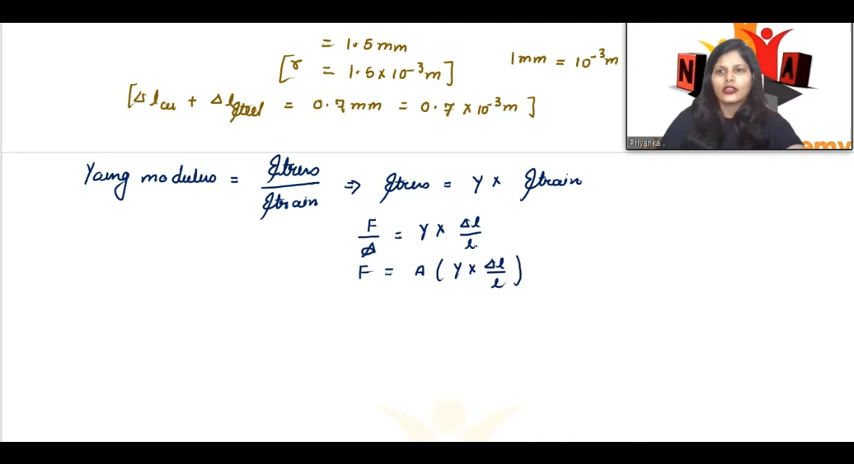 = 1.5mm
[r = 1.5×10⁻³m]
1mm = 10⁻³m
[Δl_cu + Δl_steel = 0.7mm = 0.7×10⁻³m]
N A
Priyanka
emy
Young modulus = Stress/Strain ⇒ Stress = Y × Strain
F/A = Y × Δl/l
F = A(Y × Δl/l)